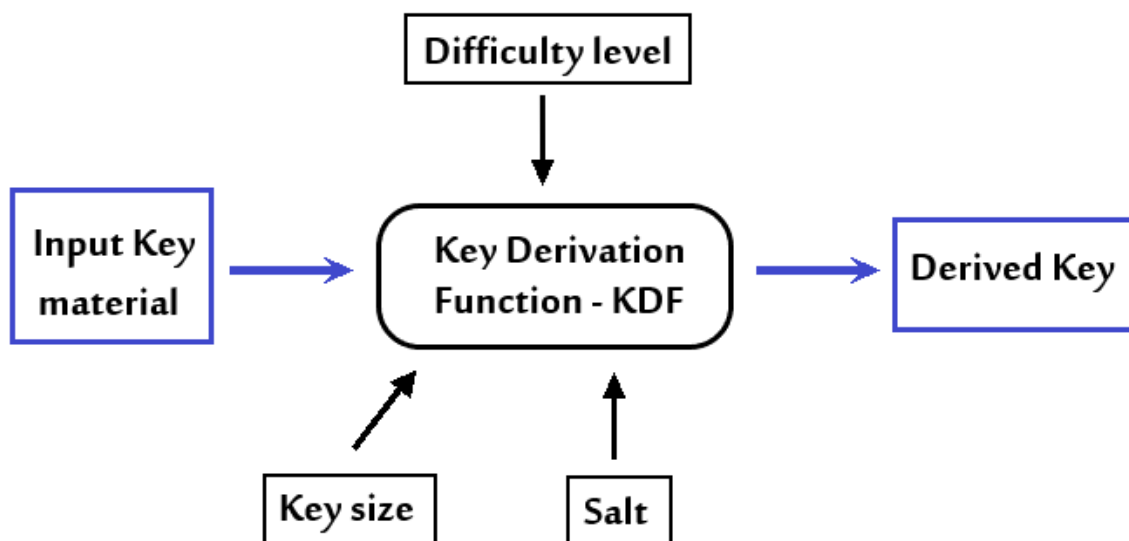 Difficulty level
Input Key
material
Key Derivation
Function - KDF
Derived Key
Key size
Salt